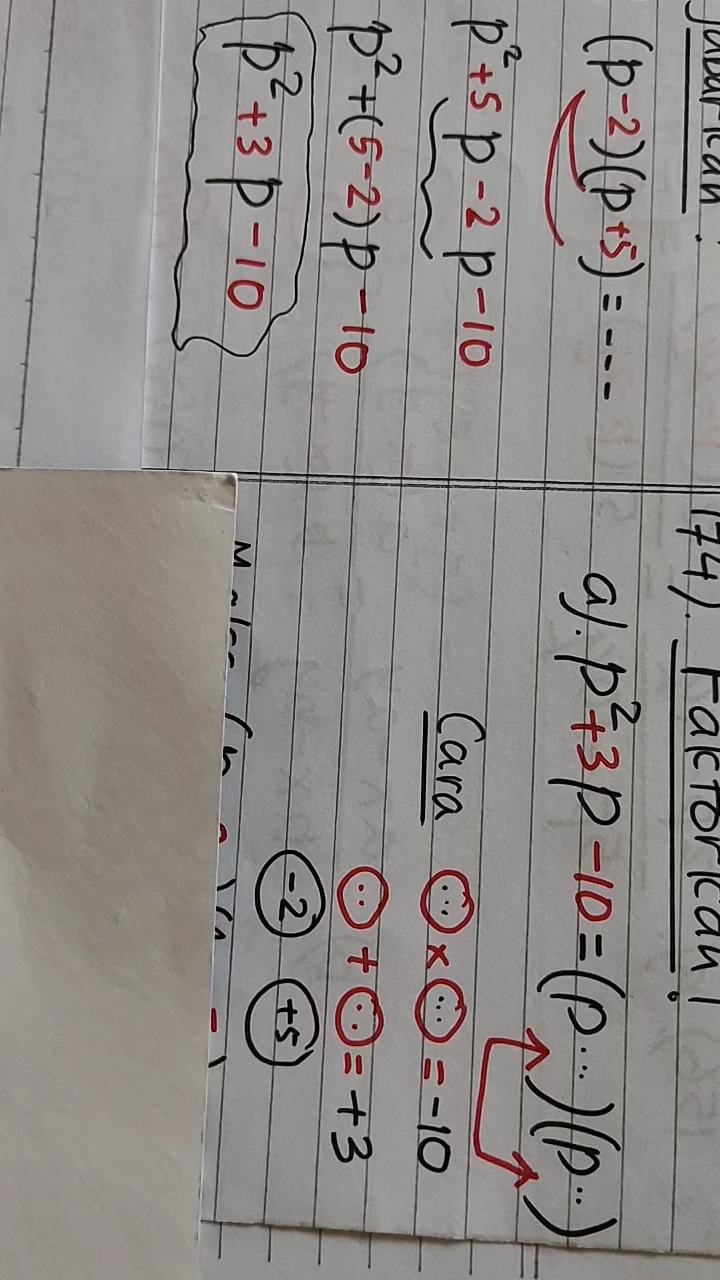 (p-2)(p+5) = ---
p²+5p-2p-10
p²+(5-2)p-10
p²+3p-10
174). Faktorkan!
a). p²+3p-10=(p...)(p..)
Cara ... × ... = -10
.. + .. = +3
-2 +5